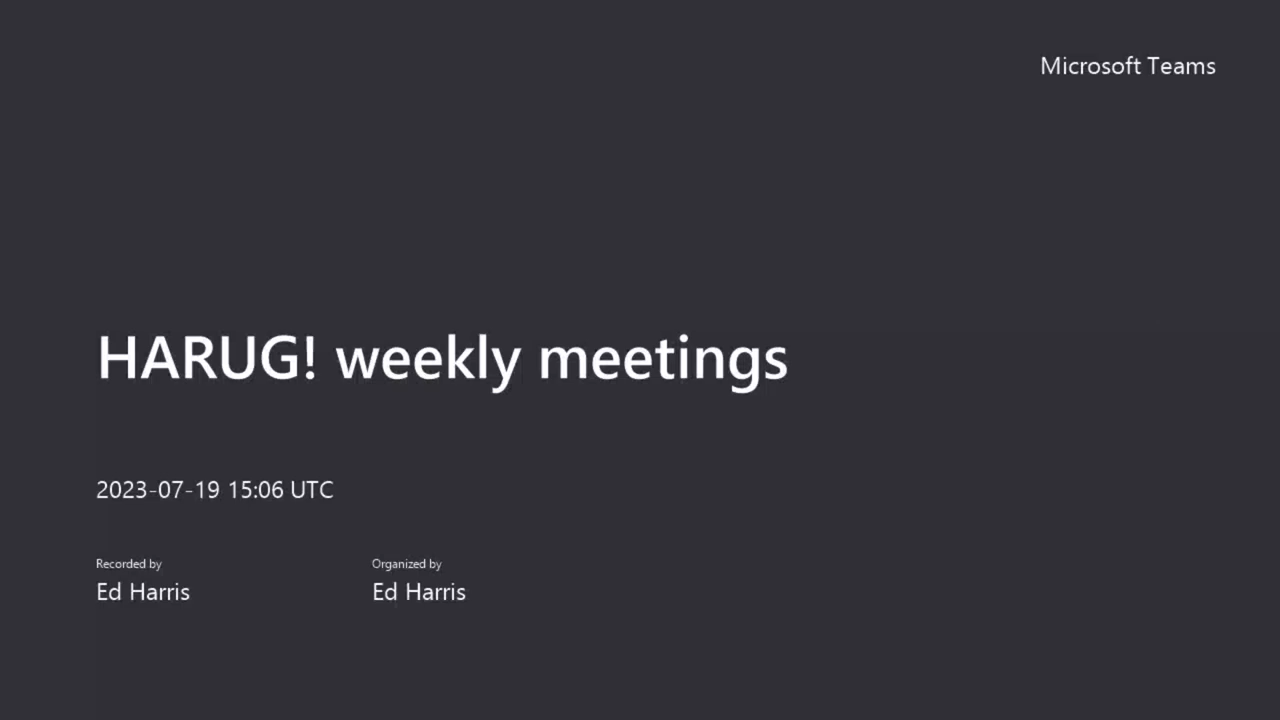 Microsoft Teams
HARUG! weekly meetings
2023-07-19 15:06 UTC
Recorded by
Ed Harris
Organized by
Ed Harris